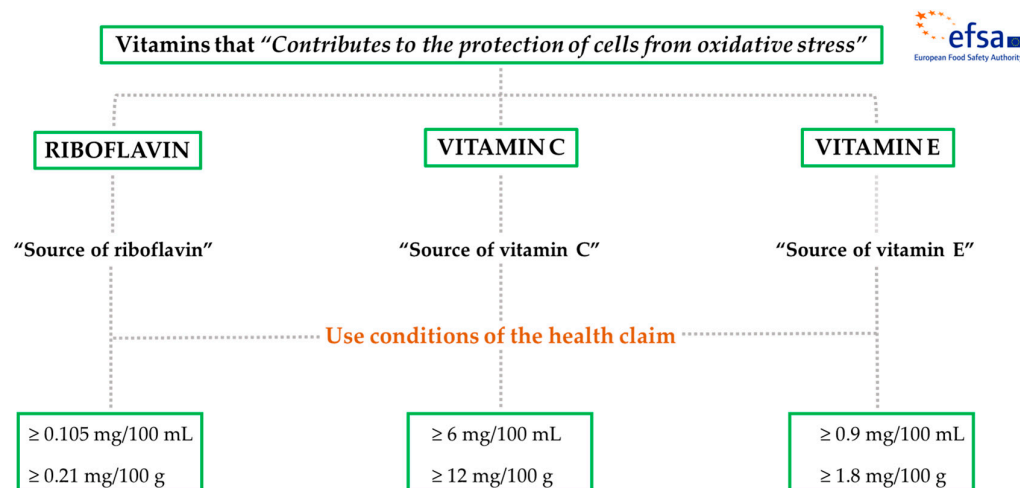 Vitamins that “Contributes to the protection of cells from oxidative stress”
efsa
European Food Safety Authority
RIBOFLAVIN
VITAMIN C
VITAMIN E
“Source of riboflavin”
“Source of vitamin C”
“Source of vitamin E”
Use conditions of the health claim
≥ 0.105 mg/100 mL
≥ 0.21 mg/100 g
≥ 6 mg/100 mL
≥ 12 mg/100 g
≥ 0.9 mg/100 mL
≥ 1.8 mg/100 g